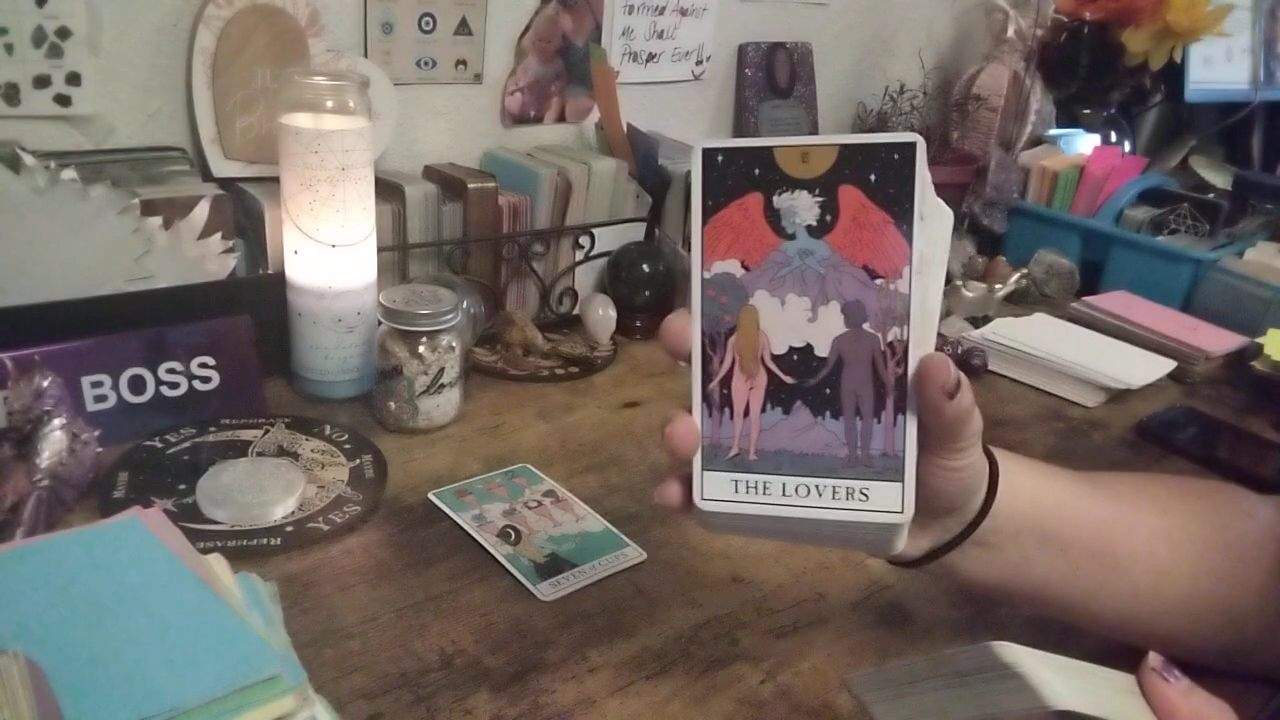 formed Against
Me Shall
Prosper Ever!!
BOSS
YES
REPHRASE
NO
MAYBE
MAYBE
YES
REPHRASE
THE LOVERS
SEVEN of CUPS